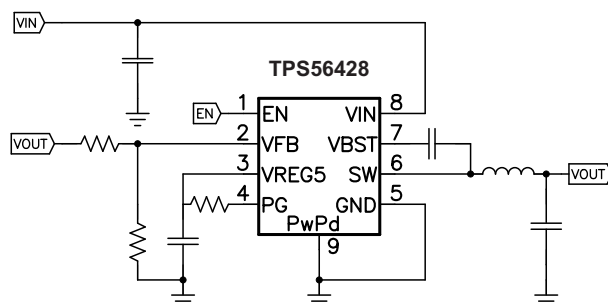 VIN
TPS56428
EN
1 EN VIN 8
VOUT
2 VFB VBST 7
3 VREG5 SW 6
VOUT
4 PG GND 5
PwPd
9